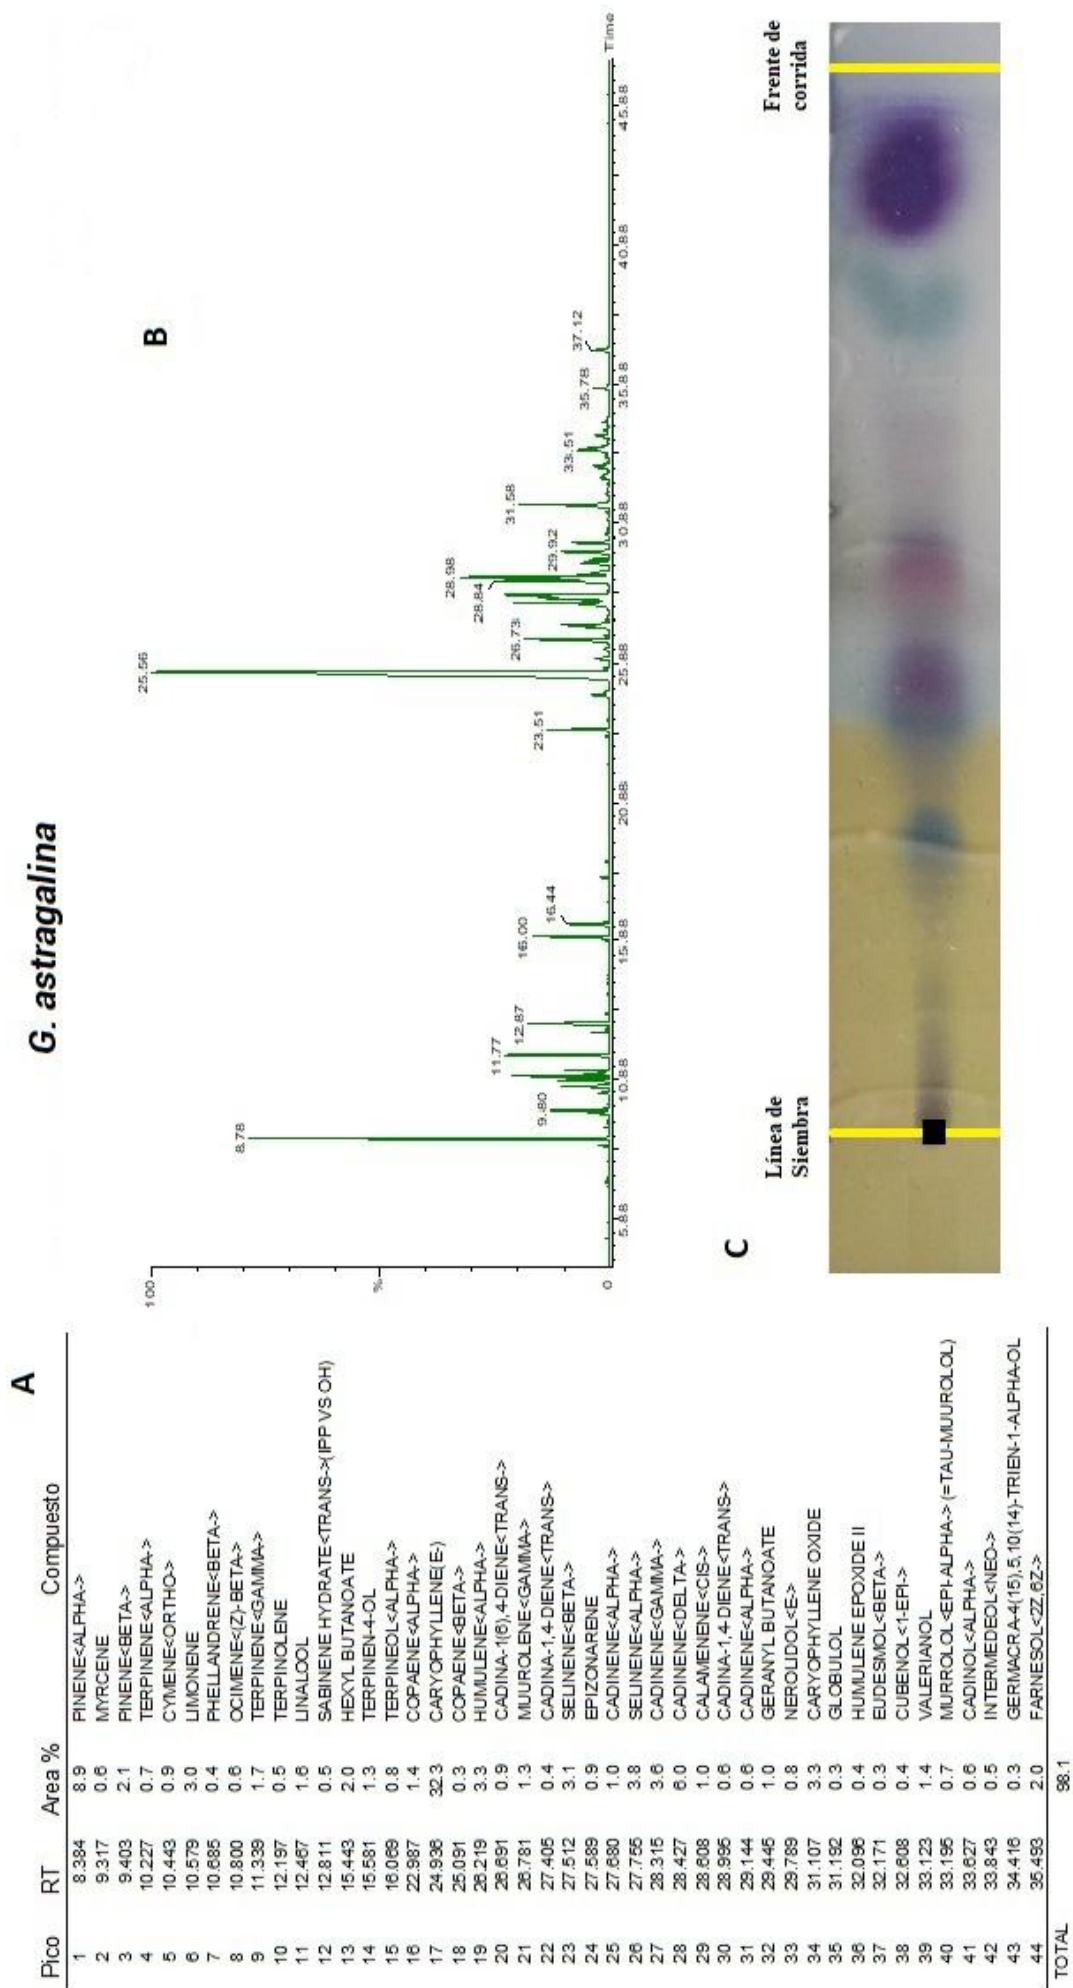 G. astragalina
A
Pico RT Area % Compuesto
1 8.384 8.9 PINENE<ALPHA->
2 9.317 0.6 MYRCENE
3 9.403 2.1 PINENE<BETA->
4 10.227 0.7 TERPINENE<ALPHA->
5 10.443 0.9 CYMENE<ORTHO>
6 10.579 3.0 LIMONENE
7 10.685 0.4 PHELLANDRENE<BETA->
8 10.800 0.6 OCIMENE<(Z)-BETA->
9 11.339 1.7 TERPINENE<GAMMA>
10 12.197 0.5 TERPINOLENE
11 12.467 1.6 LINALOOL
12 12.811 0.5 SABINENE HYDRATE<TRANS->(IPP VS OH)
13 15.443 2.0 HEXYL BUTANOATE
14 15.581 1.3 TERPINEN-4-OL
15 16.069 0.8 TERPINEOL<ALPHA->
16 22.987 1.4 COPAENE<ALPHA->
17 24.936 32.3 CARYOPHYLLENE(E-)
18 25.091 0.3 COPAENE<BETA->
19 26.219 3.3 HUMULENE<ALPHA->
20 26.691 0.9 CADINA-1(6),4-DIENE<TRANS->
21 26.781 1.3 MUUROLENE<GAMMA->
22 27.405 0.4 CADINA-1,4-DIENE<TRANS->
23 27.512 3.1 SELINENE<BETA->
24 27.589 0.9 EPIZONARENE
25 27.680 1.0 CADINENE<ALPHA->
26 27.755 3.8 SELINENE<ALPHA->
27 28.315 3.6 CADINENE<GAMMA->
28 28.427 6.0 CADINENE<DELTA->
29 28.608 1.0 CALAMENENE<CIS->
30 28.995 0.6 CADINA-1,4-DIENE<TRANS->
31 29.144 0.6 CADINENE<ALPHA->
32 29.445 1.0 GERANYL BUTANOATE
33 29.789 0.8 NEROLIDOL<E->
34 31.107 3.3 CARYOPHYLLENE OXIDE
35 31.192 0.3 GLOBULOL
36 32.096 0.4 HUMULENE EPOXIDE II
37 32.171 0.3 EUDESMOL<BETA->
38 32.608 0.4 CUBENOL<1-EPI->
39 33.123 1.4 VALERIANOL
40 33.195 0.7 MURROLOL<EPI-ALPHA-> (=TAU-MUUROLOL)
41 33.627 0.6 CADINOL<ALPHA->
42 33.843 0.5 INTERMEDEOL<NEO->
43 34.416 0.3 GERMACRA-4(15),5,10(14)-TRIEN-1-ALPHA-OL
44 35.493 2.0 FARNESOL<(2Z,6Z>
TOTAL 98.1
B
100
%
0
8.78
9.80
11.77
12.87
16.00
16.44
23.51
25.56
26.73
28.84
28.98
29.92
31.58
33.51
35.78
37.12
5.88 10.88 15.88 20.88 25.88 30.88 35.88 40.88 45.88
Time
C
Línea de
Siembra
Frente de
corrida